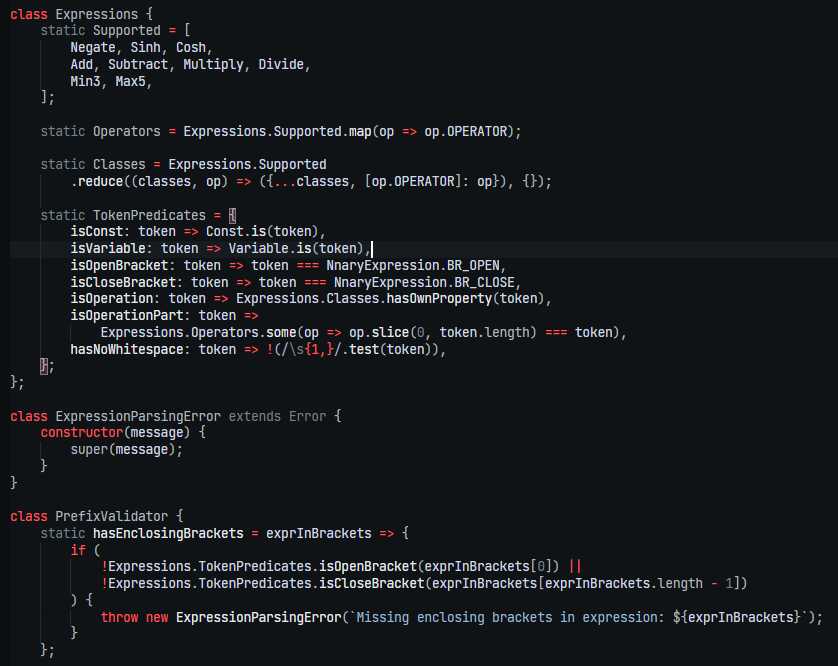 class Expressions {
    static Supported = [
        Negate, Sinh, Cosh,
        Add, Subtract, Multiply, Divide,
        Min3, Max5,
    ];
    static Operators = Expressions.Supported.map(op => op.OPERATOR);
    static Classes = Expressions.Supported
        .reduce((classes, op) => ({...classes, [op.OPERATOR]: op}), {});
    static TokenPredicates = {
        isConst: token => Const.is(token),
        isVariable: token => Variable.is(token),
        isOpenBracket: token => token === NnaryExpression.BR_OPEN,
        isCloseBracket: token => token === NnaryExpression.BR_CLOSE,
        isOperation: token => Expressions.Classes.hasOwnProperty(token),
        isOperationPart: token =>
            Expressions.Operators.some(op => op.slice(0, token.length) === token),
        hasNoWhitespace: token => !(/\s{1,}/.test(token)),
    };
};
class ExpressionParsingError extends Error {
    constructor(message) {
        super(message);
    }
}
class PrefixValidator {
    static hasEnclosingBrackets = exprInBrackets => {
        if (
            !Expressions.TokenPredicates.isOpenBracket(exprInBrackets[0]) ||
            !Expressions.TokenPredicates.isCloseBracket(exprInBrackets[exprInBrackets.length - 1])
        ) {
            throw new ExpressionParsingError(`Missing enclosing brackets in expression: ${exprInBrackets}`);
        }
    };